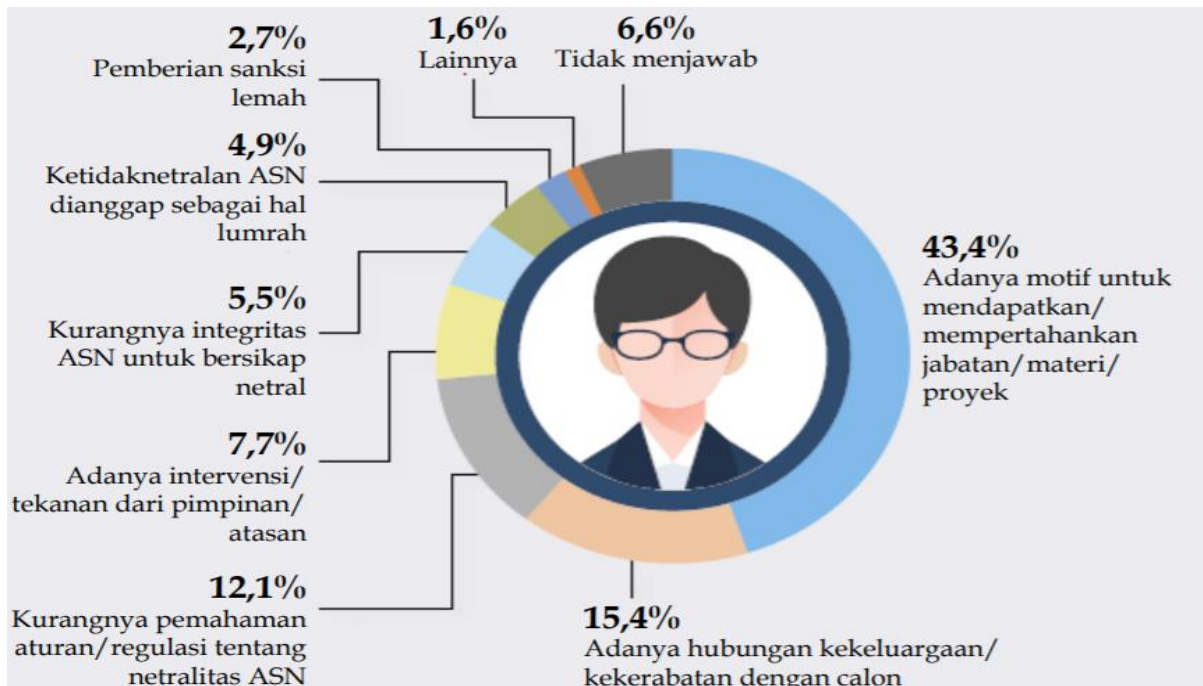 2,7%
Pemberian sanksi
lemah
1,6%
Lainnya
6,6%
Tidak menjawab
4,9%
Ketidaknetralan ASN
dianggap sebagai hal
lumrah
5,5%
Kurangnya integritas
ASN untuk bersikap
netral
7,7%
Adanya intervensi/
tekanan dari pimpinan/
atasan
12,1%
Kurangnya pemahaman
aturan/regulasi tentang
netralitas ASN
43,4%
Adanya motif untuk
mendapatkan/
mempertahankan
jabatan/materi/
proyek
15,4%
Adanya hubungan kekeluargaan/
kekerabatan dengan calon